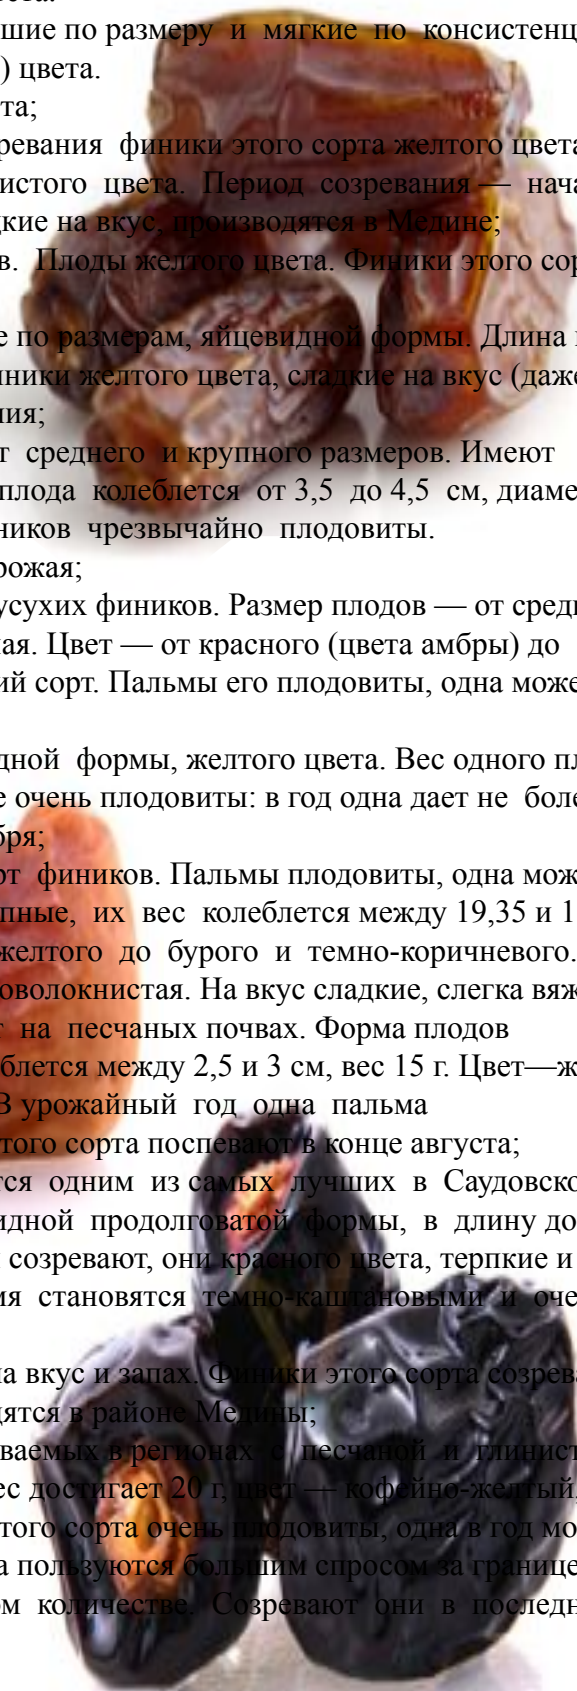 шие по размеру и мягкие по консистенц
) цвета.
та;
ревания финики этого сорта желтого цвета
истого цвета. Период созревания — нача
дкие на вкус, производятся в Медине;
в. Плоды желтого цвета. Финики этого сор
е по размерам, яйцевидной формы. Длина
иники желтого цвета, сладкие на вкус (даже
ния;
т среднего и крупного размеров. Имеют
плода колеблется от 3,5 до 4,5 см, диаме
ников чрезвычайно плодовиты.
рожая;
усухих фиников. Размер плодов — от средн
ая. Цвет — от красного (цвета амбры) до
ий сорт. Пальмы его плодовиты, одна може
дной формы, желтого цвета. Вес одного пл
е очень плодовиты: в год одна дает не боле
бря;
рт фиников. Пальмы плодовиты, одна мож
пные, их вес колеблется между 19,35 и 1
желтого до бурого и темно-коричневого.
оволокнистая. На вкус сладкие, слегка вяж
т на песчаных почвах. Форма плодов
блется между 2,5 и 3 см, вес 15 г. Цвет—ж
В урожайный год одна пальма
этого сорта поспевают в конце августа;
тся одним из самых лучших в Саудовско
идной продолговатой формы, в длину до
и созревают, они красного цвета, терпкие и
мя становятся темно-каштановыми и оче
на вкус и запах. Финики этого сорта созрева
дятся в районе Медины;
ваемых в регионах с песчаной и глинист
ес достигает 20 г, цвет — кофейно-желтый.
этого сорта очень плодовиты, одна в год мо
а пользуются большим спросом за границе
ом количестве. Созревают они в последн